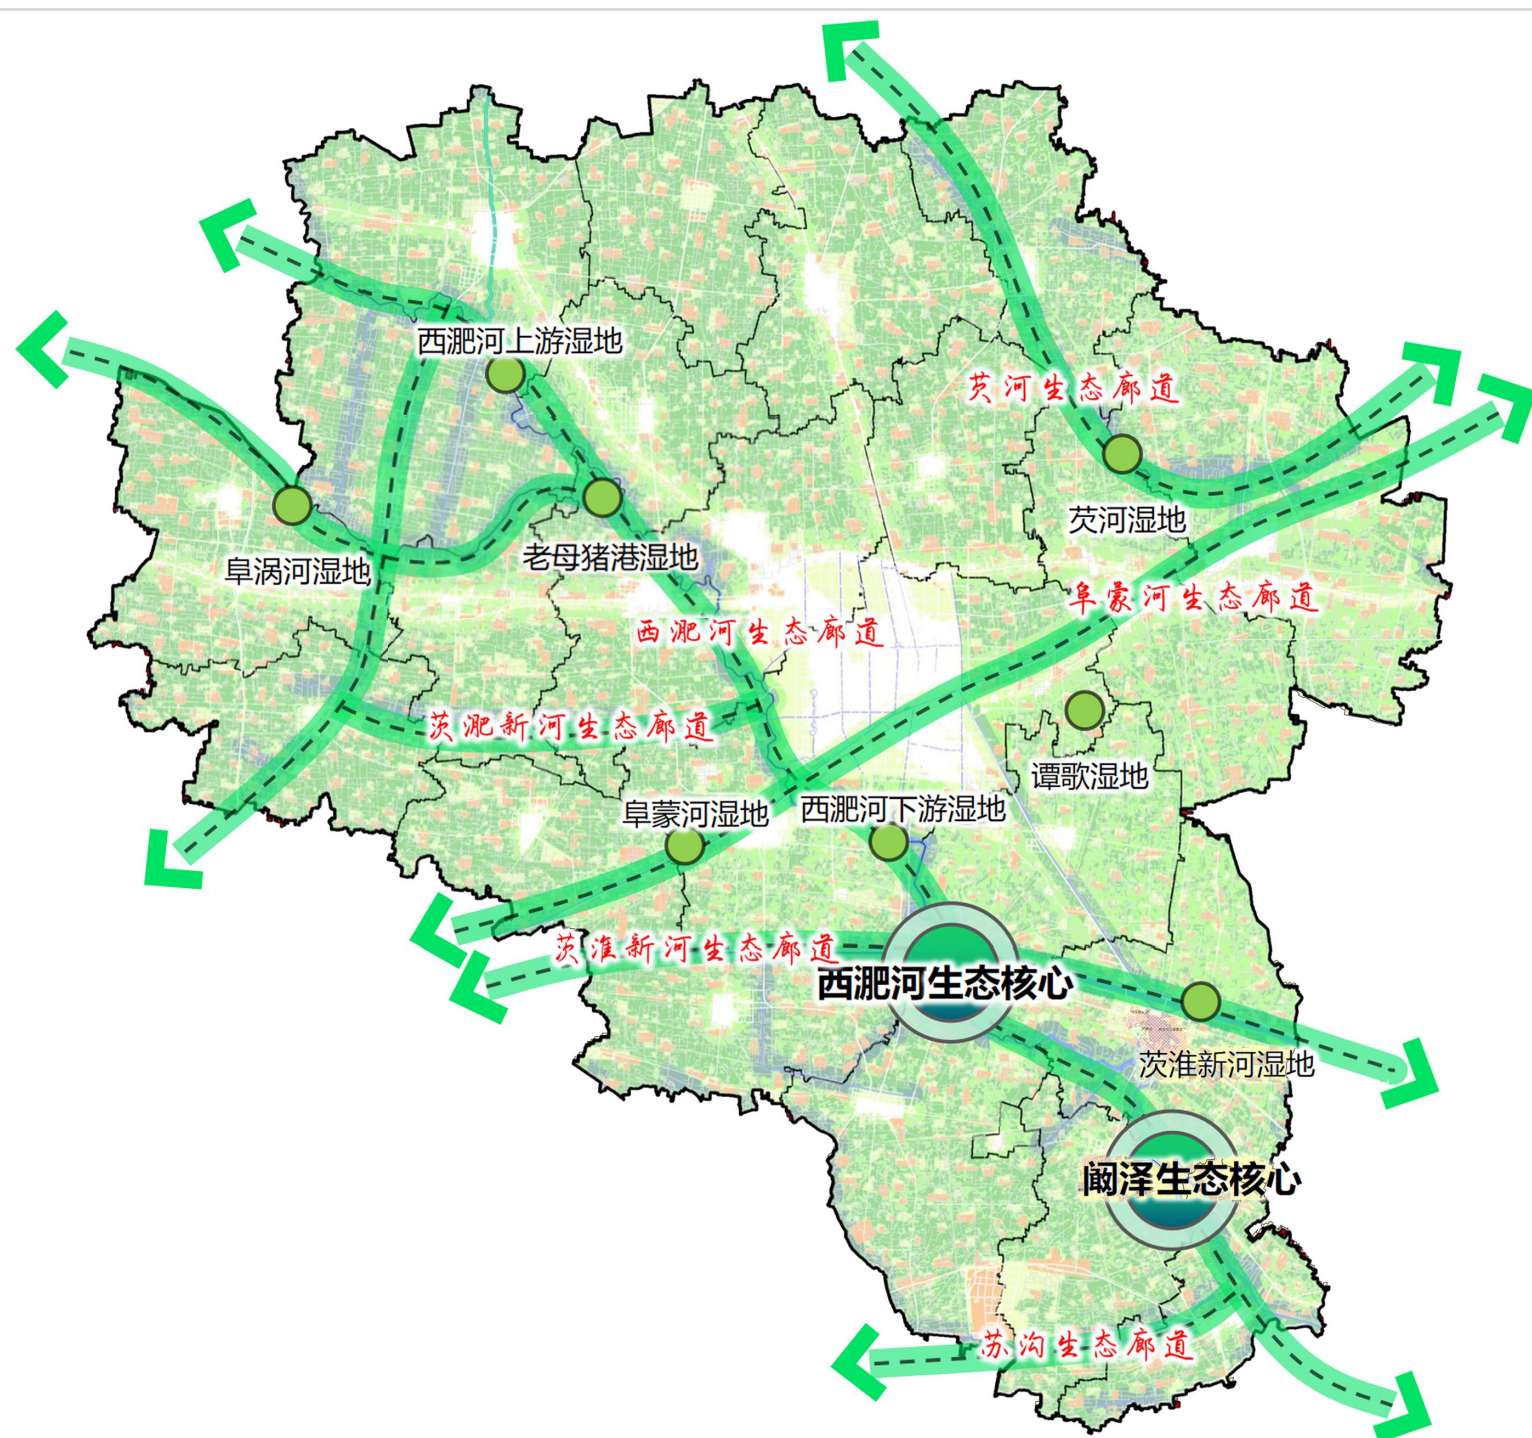 西淝河上游湿地
芡河生态廊道
芡河湿地
老母猪港湿地
阜涡河湿地
阜蒙河生态廊道
西淝河生态廊道
茨淝新河生态廊道
谭歌湿地
阜蒙河湿地
西肥河下游湿地
茨淮新河生态廊道
西肥河生态核心
茨淮新河湿地
阚泽生态核心
苏沟生态廊道